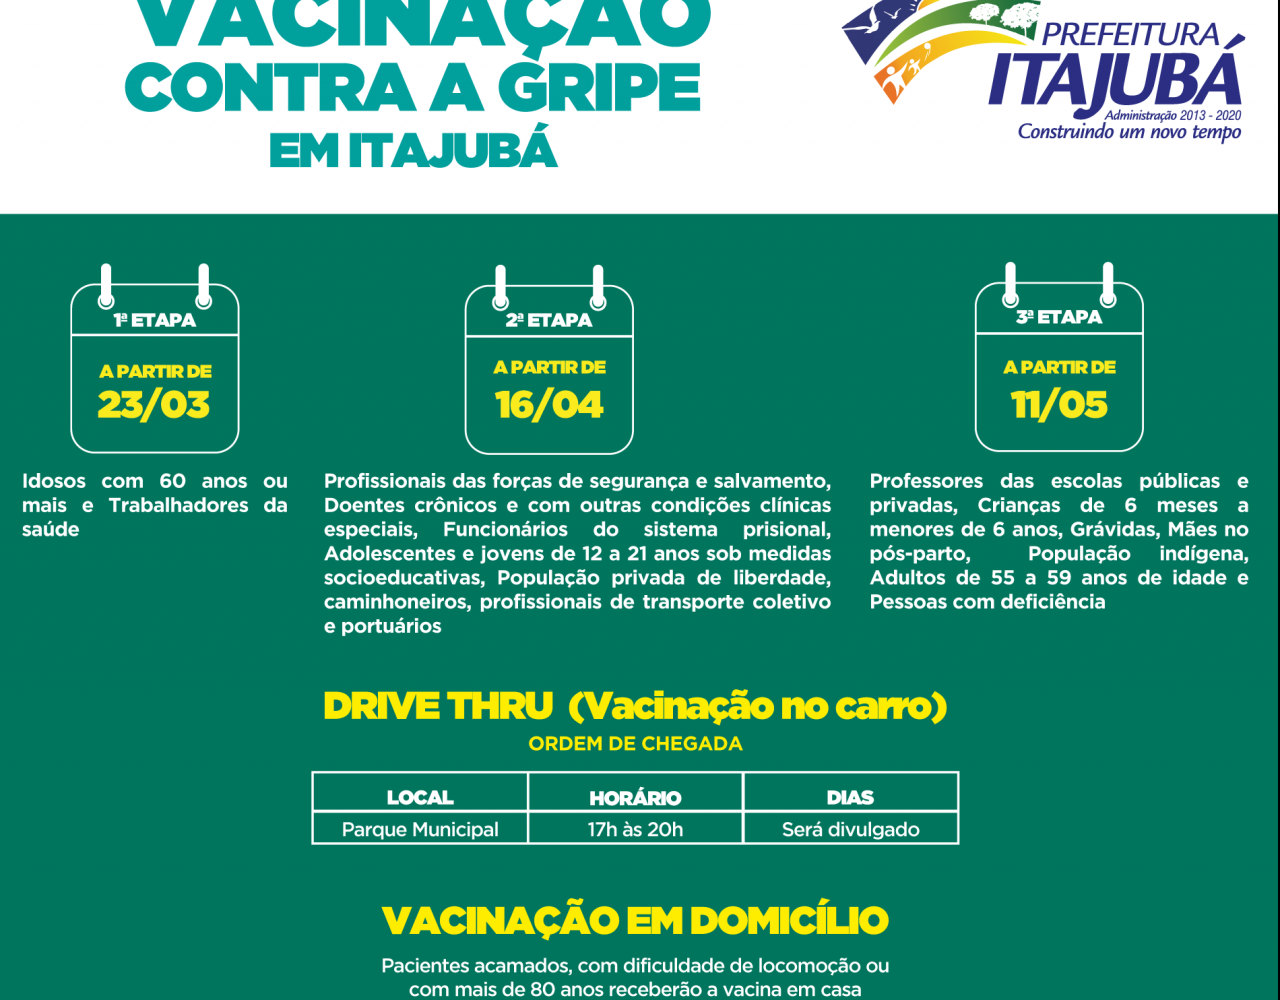 VACINAÇÃO
CONTRA A GRIPE
EM ITAJUBÁ
PREFEITURA
ITAJUBÁ
Administração 2013 - 2020
Construindo um novo tempo
1ª ETAPA
A PARTIR DE
23/03
Idosos com 60 anos ou
mais e Trabalhadores da
saúde
2ª ETAPA
A PARTIR DE
16/04
Profissionais das forças de segurança e salvamento,
Doentes crônicos e com outras condições clínicas
especiais, Funcionários do sistema prisional,
Adolescentes e jovens de 12 a 21 anos sob medidas
socioeducativas, População privada de liberdade,
caminhoneiros, profissionais de transporte coletivo
e portuários
3ª ETAPA
A PARTIR DE
11/05
Professores das escolas públicas e
privadas, Crianças de 6 meses a
menores de 6 anos, Grávidas, Mães no
pós-parto, População indígena,
Adultos de 55 a 59 anos de idade e
Pessoas com deficiência
DRIVE THRU (Vacinação no carro)
ORDEM DE CHEGADA
LOCAL HORÁRIO DIAS
Parque Municipal 17h às 20h Será divulgado
VACINAÇÃO EM DOMICÍLIO
Pacientes acamados, com dificuldade de locomoção ou
com mais de 80 anos receberão a vacina em casa